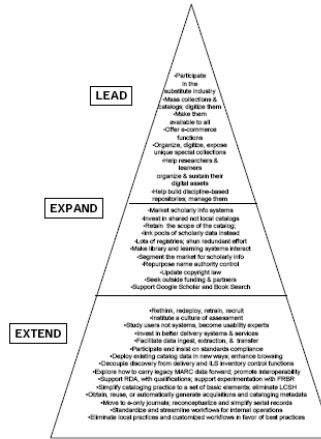 LEAD
•Participate
in the
substitute industry
•Mass collections &
catalogs; digitize them
•Make them
available to all
•Offer e-commerce
functions
•Organize, digitize, expose
unique special collections
•Help researchers &
learners
organize & sustain their
digital assets
•Help build discipline-based
repositories; manage them
EXPAND
•Market scholarly info systems
•Invest in shared not local catalogs
•Retain the scope of the catalog;
link pools of scholarly data instead
•Lots of registries; shun redundant effort
•Make library and learning systems interact
•Segment the market for scholarly info
•Repurpose name authority control
•Update copyright law
•Seek outside funding & partners
•Support Google Scholar and Book Search
EXTEND
•Rethink, redeploy, retrain, recruit
•Institute a culture of assessment
•Study users not systems, become usability experts
•Invest in better delivery systems & services
•Facilitate data ingest, extraction, & transfer
•Participate and insist on standards compliance
•Deploy existing catalog data in new ways; enhance browsing
•Decouple discovery from delivery and ILS inventory control functions
•Explore how to carry legacy MARC data forward; promote interoperability
•Support RDA, with qualifications; support experimentation with FRBR
•Simplify cataloging practice to a set of basic elements; eliminate LCSH
•Obtain, reuse, or automatically generate acquisitions and cataloging metadata
•Move to e-only journals; reconceptualize and simplify serial records
•Standardize and streamline workflows for internal operations
•Eliminate local practices and customized workflows in favor of best practices